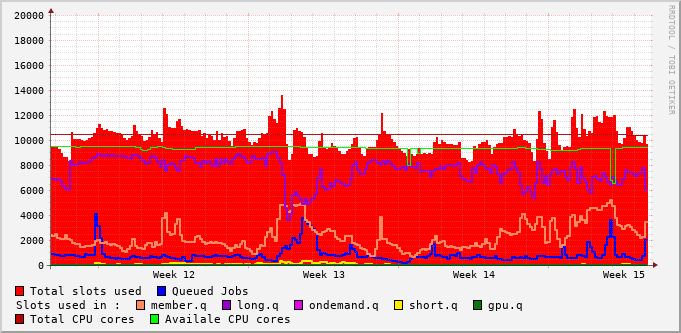 RRDTOOL / TOBI OETIKER
20000
18000
16000
14000
12000
10000
8000
6000
4000
2000
0
Week 12 Week 13 Week 14 Week 15
Total slots used Queued Jobs
Slots used in : member.q long.q ondemand.q short.q gpu.q
Total CPU cores Availale CPU cores